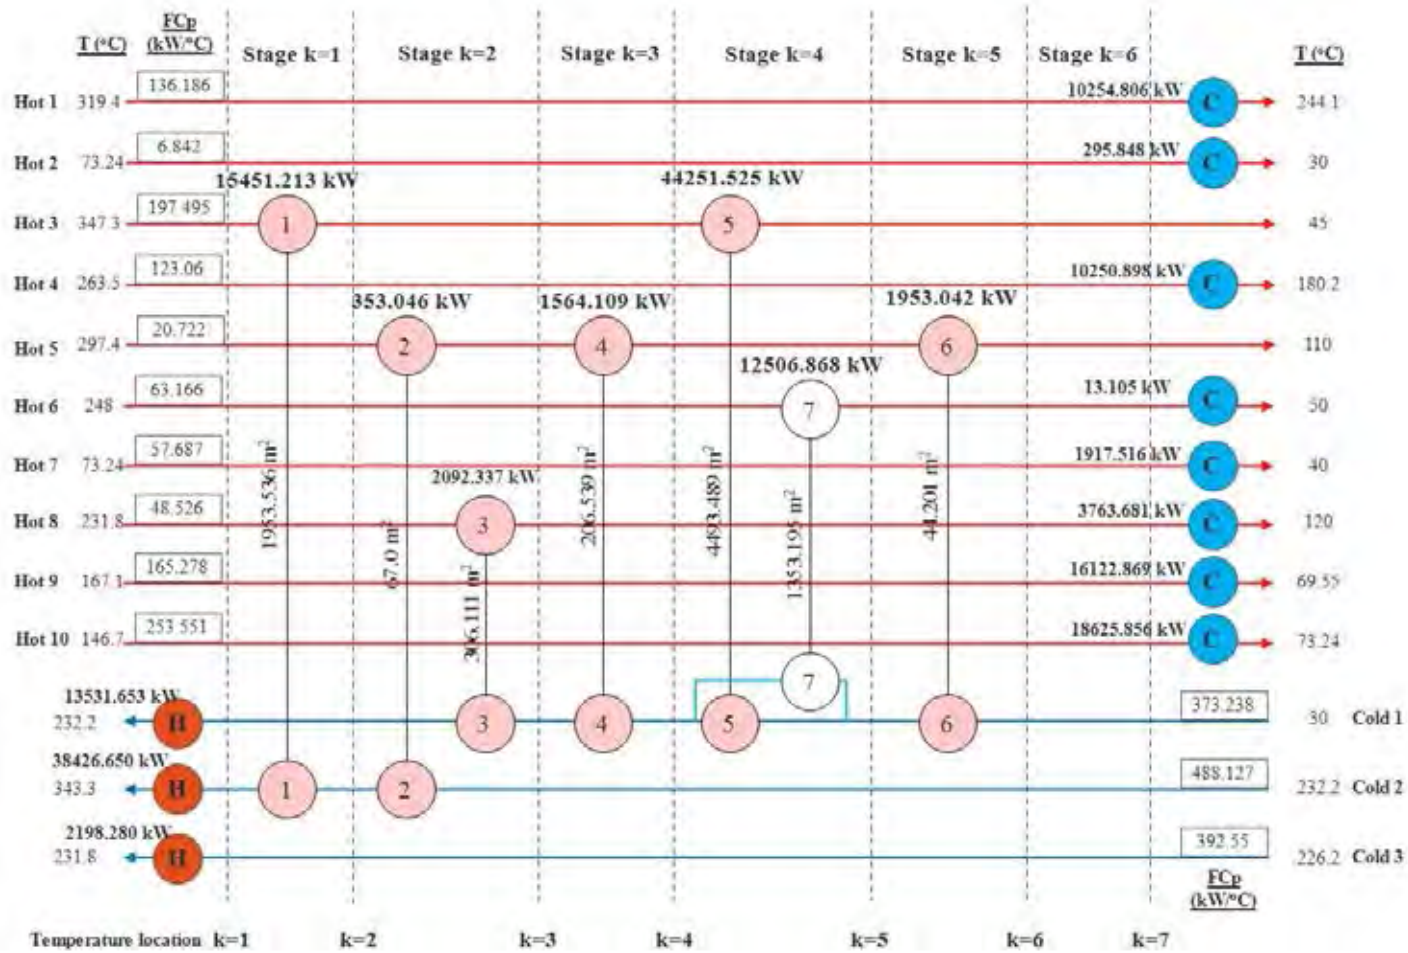 FCp
T (°C) (kW/°C) Stage k=1 Stage k=2 Stage k=3 Stage k=4 Stage k=5 Stage k=6 T (°C)
136.186
Hot 1 319.4 10254.806 kW C 244.1
6.842
Hot 2 73.24 295.848 kW C 30
15451.213 kW 44251.525 kW
197.495
Hot 3 347.3 1 5 45
123.06
Hot 4 263.5 10250.898 kW C 180.2
353.046 kW 1564.109 kW 1953.042 kW
20.722
Hot 5 297.4 2 4 6 110
12506.868 kW
63.166
Hot 6 248 7 13.105 kW C 50
57.687
Hot 7 73.24 1917.516 kW C 40
2092.337 kW
48.526
Hot 8 231.8 3 3763.681 kW C 120
1953.536 m²
67.0 m²
306.111 m²
206.539 m²
4493.489 m²
1353.195 m²
44.201 m²
165.278
Hot 9 167.1 16122.869 kW C 69.55
253.551
Hot 10 146.7 18625.856 kW C 73.24
7
13531.653 kW
373.238
232.2 H 3 4 5 6 30 Cold 1
38426.650 kW
488.127
343.3 H 1 2 232.2 Cold 2
2198.280 kW
392.55
231.8 H 226.2 Cold 3
FCp
(kW/°C)
Temperature location k=1 k=2 k=3 k=4 k=5 k=6 k=7